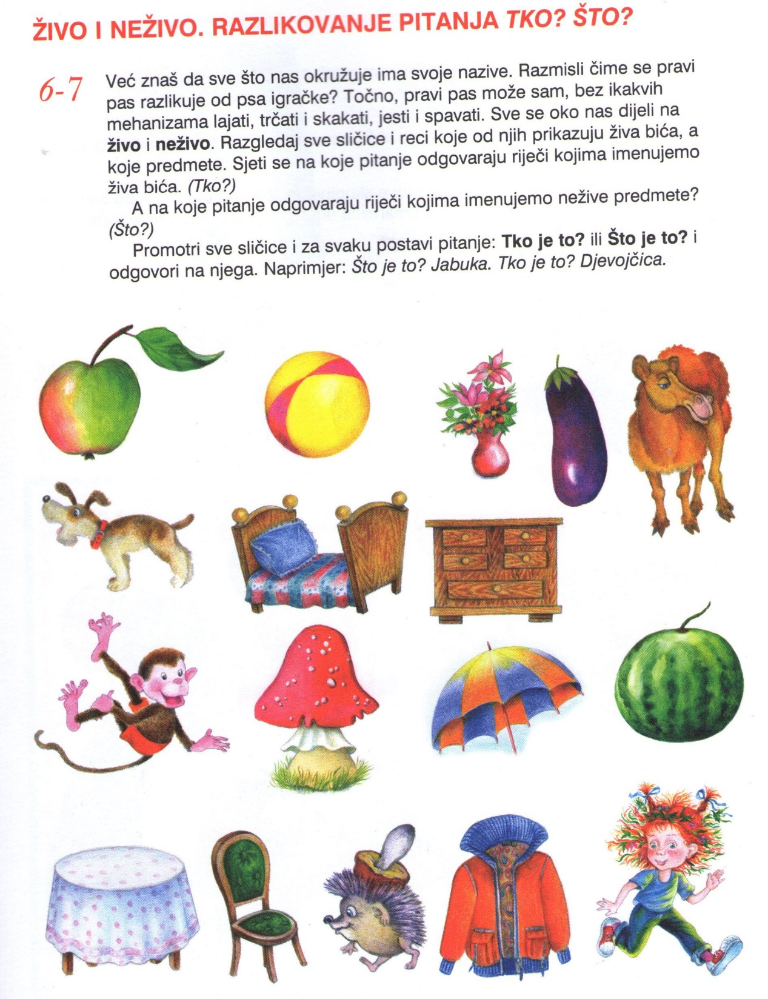 ŽIVO I NEŽIVO. RAZLIKOVANJE PITANJA TKO? ŠTO?
6-7
Već znaš da sve što nas okružuje ima svoje nazive. Razmisli čime se pravi
pas razlikuje od psa igračke? Točno, pravi pas može sam, bez ikakvih
mehanizama lajati, trčati i skakati, jesti i spavati. Sve se oko nas dijeli na
živo i neživo. Razgledaj sve sličice i reci koje od njih prikazuju živa bića, a
koje predmete. Sjeti se na koje pitanje odgovaraju riječi kojima imenujemo
živa bića. (Tko?)
A na koje pitanje odgovaraju riječi kojima imenujemo nežive predmete?
(Što?)
Promotri sve sličice i za svaku postavi pitanje: Tko je to? ili Što je to? i
odgovori na njega. Naprimjer: Što je to? Jabuka. Tko je to? Djevojčica.